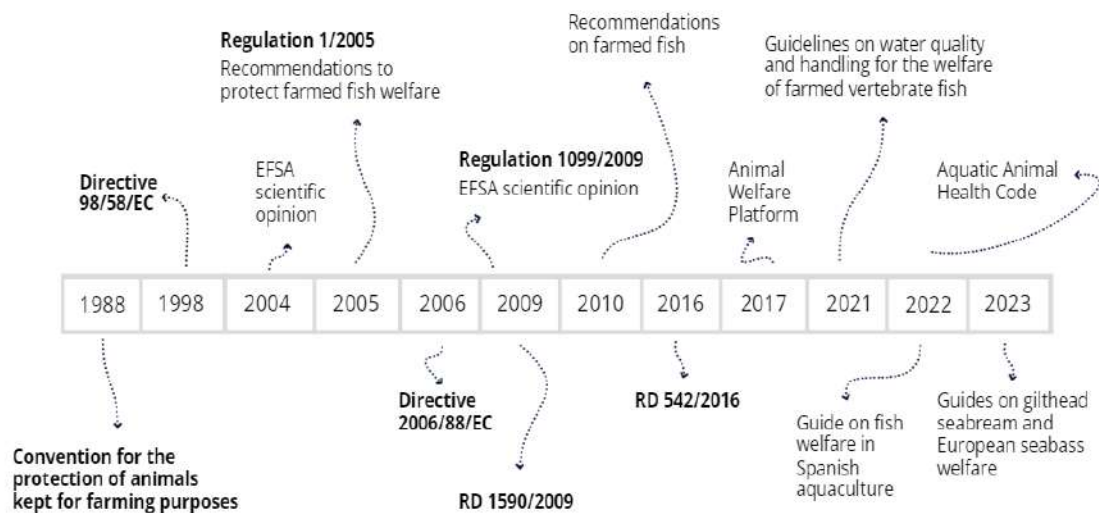 Regulation 1/2005
Recommendations to
protect farmed fish welfare
Recommendations
on farmed fish
Guidelines on water quality
and handling for the welfare
of farmed vertebrate fish
Directive
98/58/EC
EFSA
scientific
opinion
Regulation 1099/2009
EFSA scientific opinion
Animal
Welfare
Platform
Aquatic Animal
Health Code
1988
1998
2004
2005
2006
2009
2010
2016
2017
2021
2022
2023
Convention for the
protection of animals
kept for farming purposes
Directive
2006/88/EC
RD 1590/2009
RD 542/2016
Guide on fish
welfare in
Spanish
aquaculture
Guides on gilthead
seabream and
European seabass
welfare